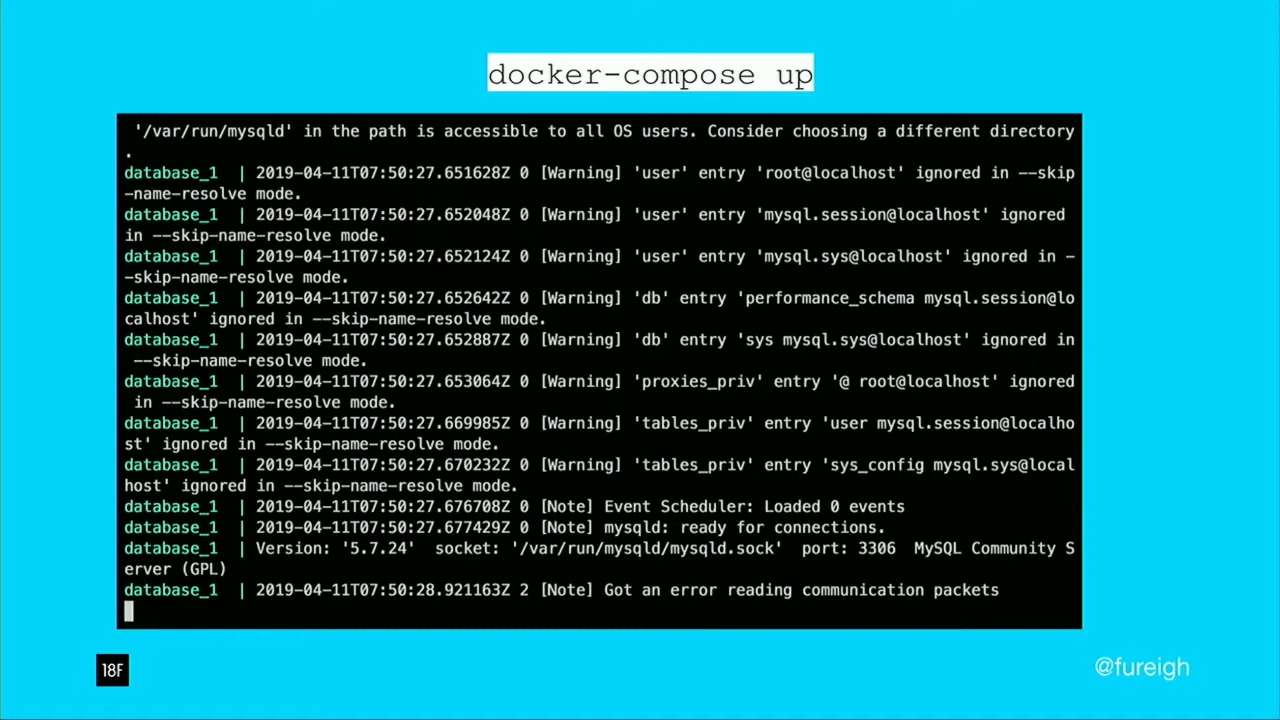 docker-compose up
'/var/run/mysqld' in the path is accessible to all OS users. Consider choosing a different directory
.
database_1  | 2019-04-11T07:50:27.651628Z 0 [Warning] 'user' entry 'root@localhost' ignored in --skip
-name-resolve mode.
database_1  | 2019-04-11T07:50:27.652048Z 0 [Warning] 'user' entry 'mysql.session@localhost' ignored
in --skip-name-resolve mode.
database_1  | 2019-04-11T07:50:27.652124Z 0 [Warning] 'user' entry 'mysql.sys@localhost' ignored in -
-skip-name-resolve mode.
database_1  | 2019-04-11T07:50:27.652642Z 0 [Warning] 'db' entry 'performance_schema mysql.session@lo
calhost' ignored in --skip-name-resolve mode.
database_1  | 2019-04-11T07:50:27.652887Z 0 [Warning] 'db' entry 'sys mysql.sys@localhost' ignored in
--skip-name-resolve mode.
database_1  | 2019-04-11T07:50:27.653064Z 0 [Warning] 'proxies_priv' entry '@ root@localhost' ignored
in --skip-name-resolve mode.
database_1  | 2019-04-11T07:50:27.669985Z 0 [Warning] 'tables_priv' entry 'user mysql.session@localho
st' ignored in --skip-name-resolve mode.
database_1  | 2019-04-11T07:50:27.670232Z 0 [Warning] 'tables_priv' entry 'sys_config mysql.sys@local
host' ignored in --skip-name-resolve mode.
database_1  | 2019-04-11T07:50:27.676708Z 0 [Note] Event Scheduler: Loaded 0 events
database_1  | 2019-04-11T07:50:27.677429Z 0 [Note] mysqld: ready for connections.
database_1  | Version: '5.7.24'  socket: '/var/run/mysqld/mysqld.sock'  port: 3306  MySQL Community S
erver (GPL)
database_1  | 2019-04-11T07:50:28.921163Z 2 [Note] Got an error reading communication packets
18F
@fureigh